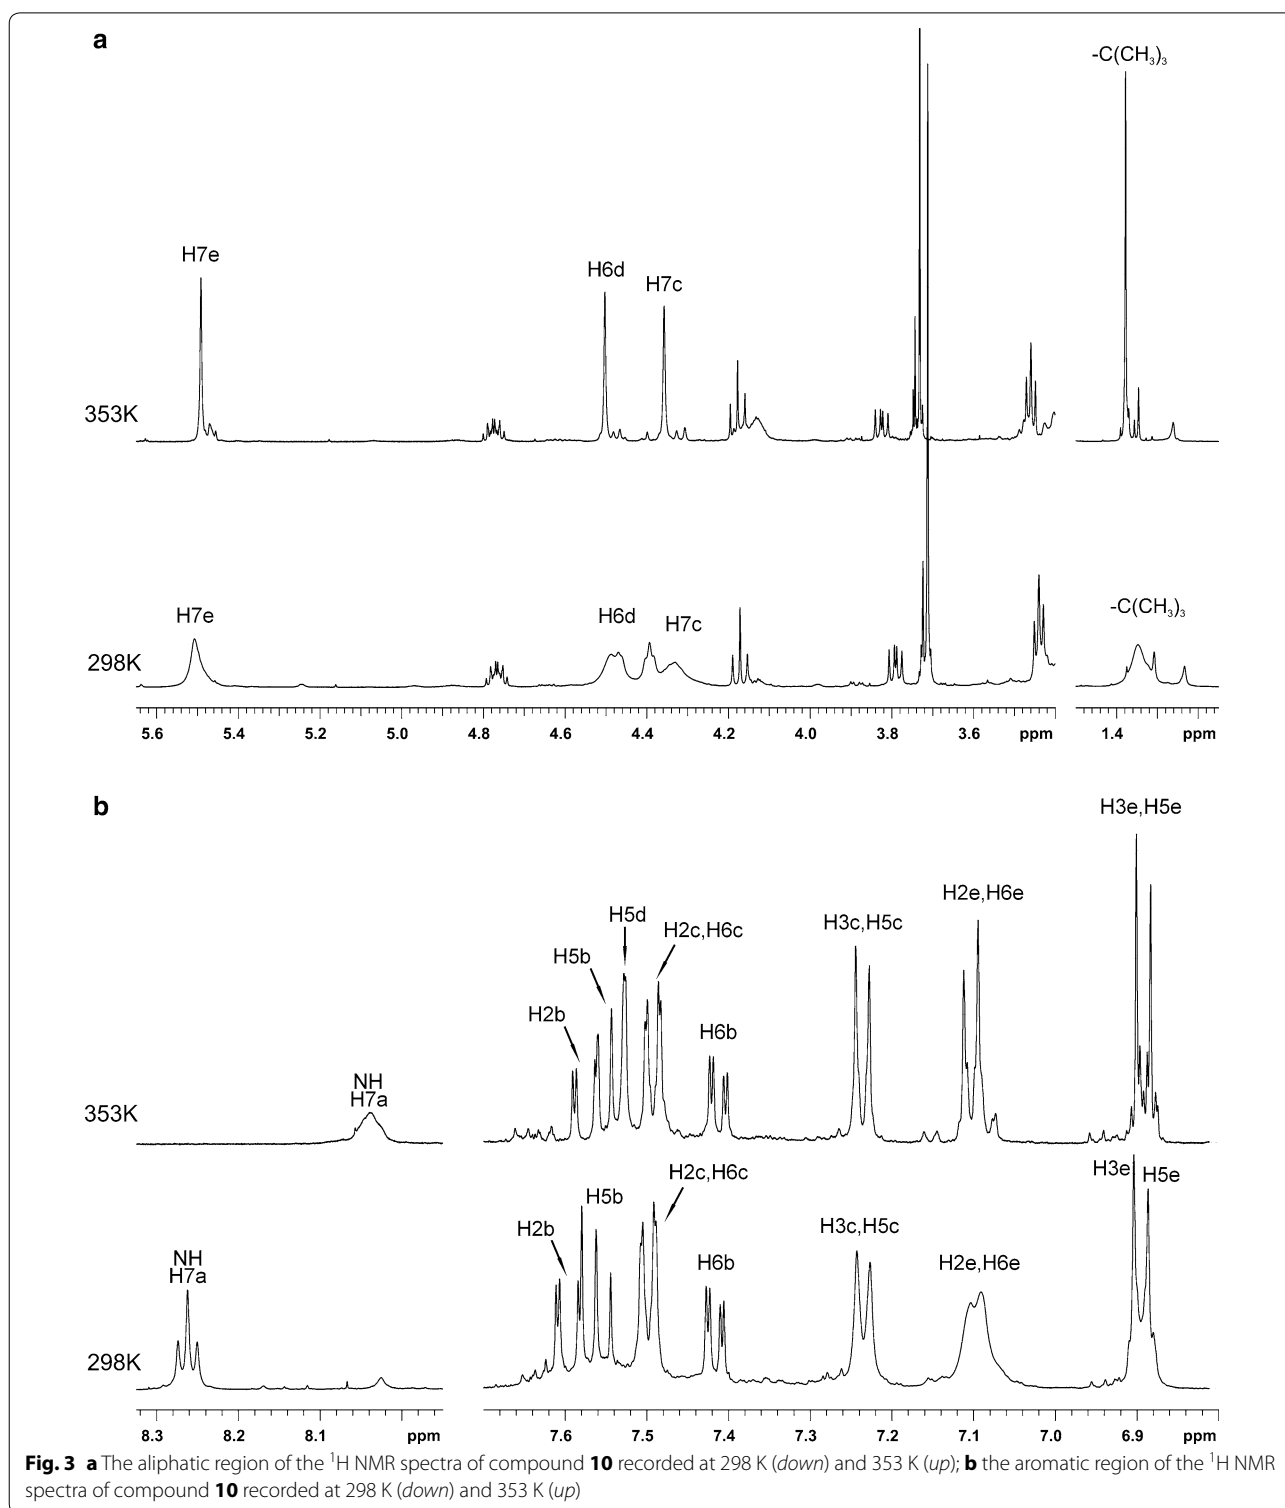 a
-C(CH₃)₃
H7e
H6d
H7c
353K
H7e
H6d
H7c
-C(CH₃)₃
298K
5.6 5.4 5.2 5.0 4.8 4.6 4.4 4.2 4.0 3.8 3.6 ppm 1.4 ppm
b
H3e,H5e
H2e,H6e
H5d
H3c,H5c
H2c,H6c
H5b
H2b
H6b
NH
H7a
353K
H3e H5e
H2c,H6c
H5b
H2b
H3c,H5c
H6b
H2e,H6e
NH
H7a
298K
8.3 8.2 8.1 ppm 7.6 7.5 7.4 7.3 7.2 7.1 7.0 6.9 ppm
Fig. 3 a The aliphatic region of the ¹H NMR spectra of compound 10 recorded at 298 K (down) and 353 K (up); b the aromatic region of the ¹H NMR
spectra of compound 10 recorded at 298 K (down) and 353 K (up)